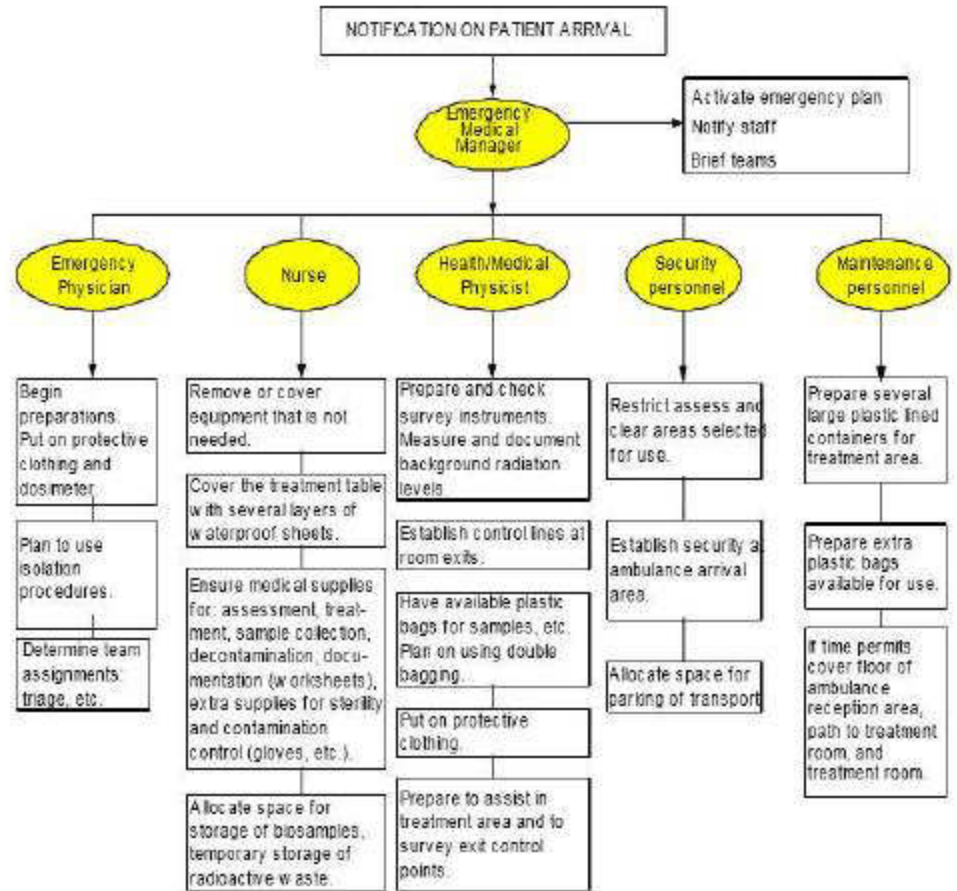 NOTIFICATION ON PATIENT ARRIVAL
Emergency
Medical
Manager
Activate emergency plan
Notify staff
Brief teams
Emergency
Physician
Nurse
Health/Medical
Physicist
Security
personnel
Maintenance
personnel
Begin
preparations.
Put on protective
clothing and
dosimeter.
Plan to use
isolation
procedures.
Determine team
assignments:
triage, etc.
Remove or cover
equipment that is not
needed.
Cover the treatment table
with several layers of
waterproof sheets.
Ensure medical supplies
for: assessment, treat-
ment, sample collection,
decontamination, docu-
mentation (worksheets),
extra supplies for sterility
and contamination
control (gloves, etc.).
Allocate space for
storage of biosamples,
temporary storage of
radioactive waste.
Prepare and check
survey instruments.
Measure and document
background radiation
levels.
Establish control lines at
room exits.
Have available plastic
bags for samples, etc.
Plan on using double
bagging.
Put on protective
clothing.
Prepare to assist in
treatment area and to
survey exit control
points.
Restrict assess and
clear areas selected
for use.
Establish security at
ambulance arrival
area.
Allocate space for
parking of transport
Prepare several
large plastic lined
containers for
treatment area.
Prepare extra
plastic bags
available for use.
If time permits
cover floor of
ambulance
reception area,
path to treatment
room, and
treatment room.